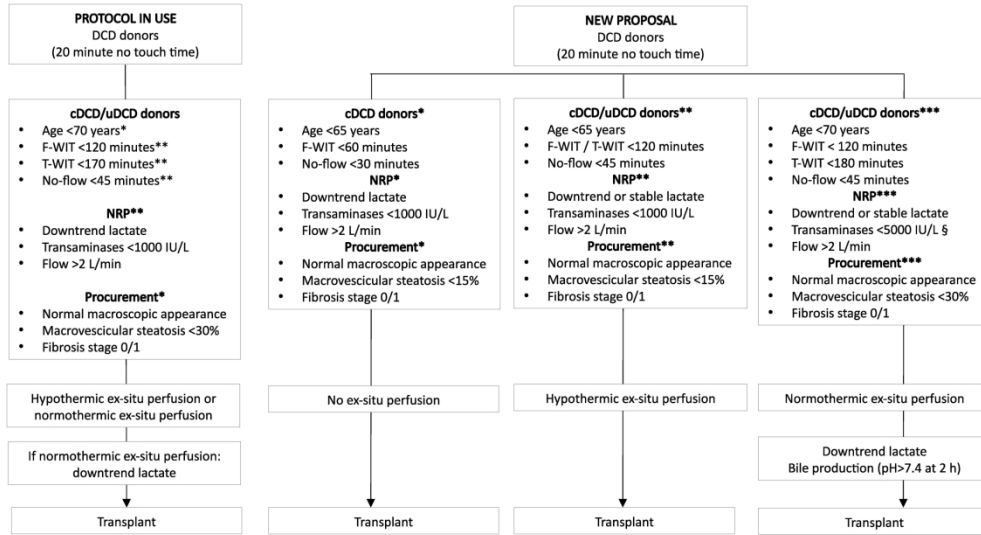 PROTOCOL IN USE
DCD donors
(20 minute no touch time)
cDCD/uDCD donors
• Age <70 years*
• F-WIT <120 minutes**
• T-WIT <170 minutes**
• No-flow <45 minutes**
NRP**
• Downtrend lactate
• Transaminases <1000 IU/L
• Flow >2 L/min
Procurement*
• Normal macroscopic appearance
• Macrovescicular steatosis <30%
• Fibrosis stage 0/1
Hypothermic ex-situ perfusion or
normothermic ex-situ perfusion
If normothermic ex-situ perfusion:
downtrend lactate
Transplant
NEW PROPOSAL
DCD donors
(20 minute no touch time)
cDCD donors*
• Age <65 years
• F-WIT <60 minutes
• No-flow <30 minutes
NRP*
• Downtrend lactate
• Transaminases <1000 IU/L
• Flow >2 L/min
Procurement*
• Normal macroscopic appearance
• Macrovescicular steatosis <15%
• Fibrosis stage 0/1
No ex-situ perfusion
Transplant
cDCD/uDCD donors**
• Age <65 years
• F-WIT / T-WIT <120 minutes
• No-flow <45 minutes
NRP**
• Downtrend or stable lactate
• Transaminases <1000 IU/L
• Flow >2 L/min
Procurement**
• Normal macroscopic appearance
• Macrovescicular steatosis <15%
• Fibrosis stage 0/1
Hypothermic ex-situ perfusion
Transplant
cDCD/uDCD donors***
• Age <70 years
• F-WIT < 120 minutes
• T-WIT <180 minutes
• No-flow <45 minutes
NRP***
• Downtrend or stable lactate
• Transaminases <5000 IU/L §
• Flow >2 L/min
Procurement***
• Normal macroscopic appearance
• Macrovescicular steatosis <30%
• Fibrosis stage 0/1
Normothermic ex-situ perfusion
Downtrend lactate
Bile production (pH>7.4 at 2 h)
Transplant